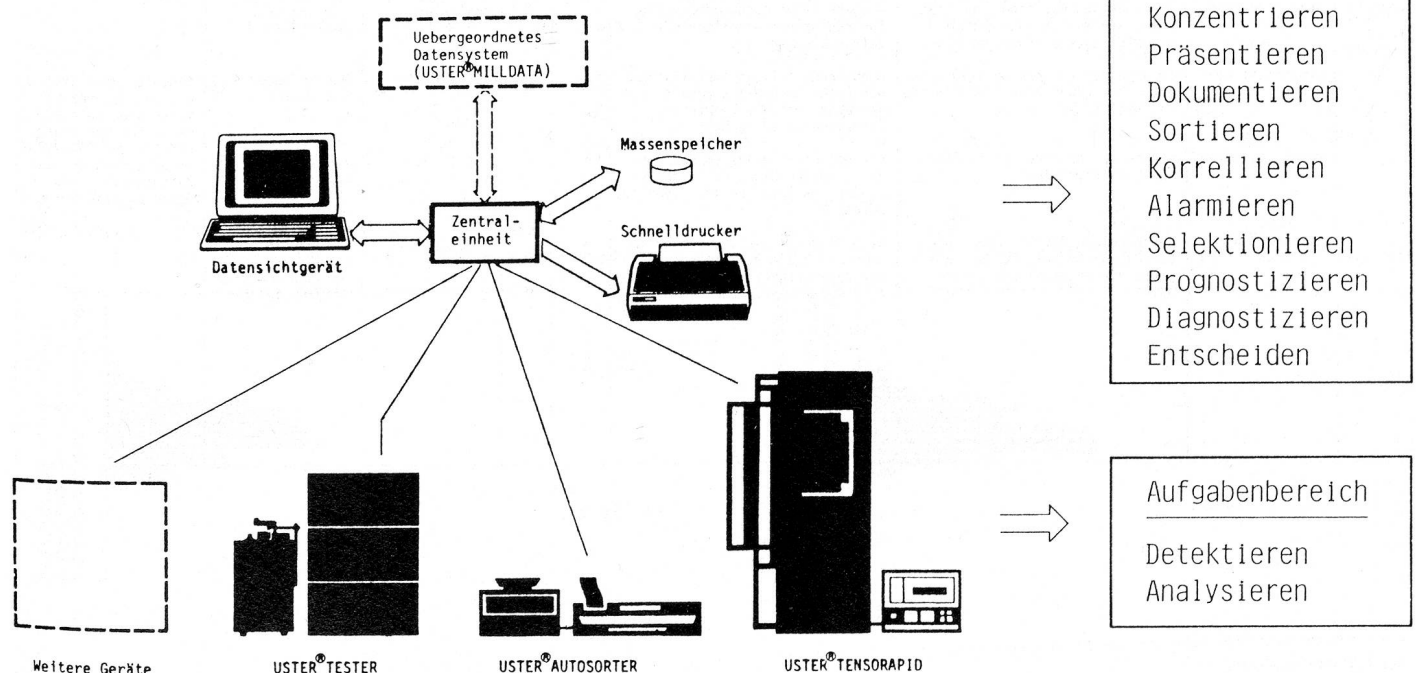 Uebergeordnetes
Datensystem
(USTER®MILLDATA)
Massenspeicher
Zentral-
einheit
Schnelldrucker
Datensichtgerät
Weitere Geräte
USTER®TESTER
USTER®AUTOSORTER
USTER®TENSORAPID
Konzentrieren
Präsentieren
Dokumentieren
Sortieren
Korrellieren
Alarmieren
Selektionieren
Prognostizieren
Diagnostizieren
Entscheiden
Aufgabenbereich
Detektieren
Analysieren